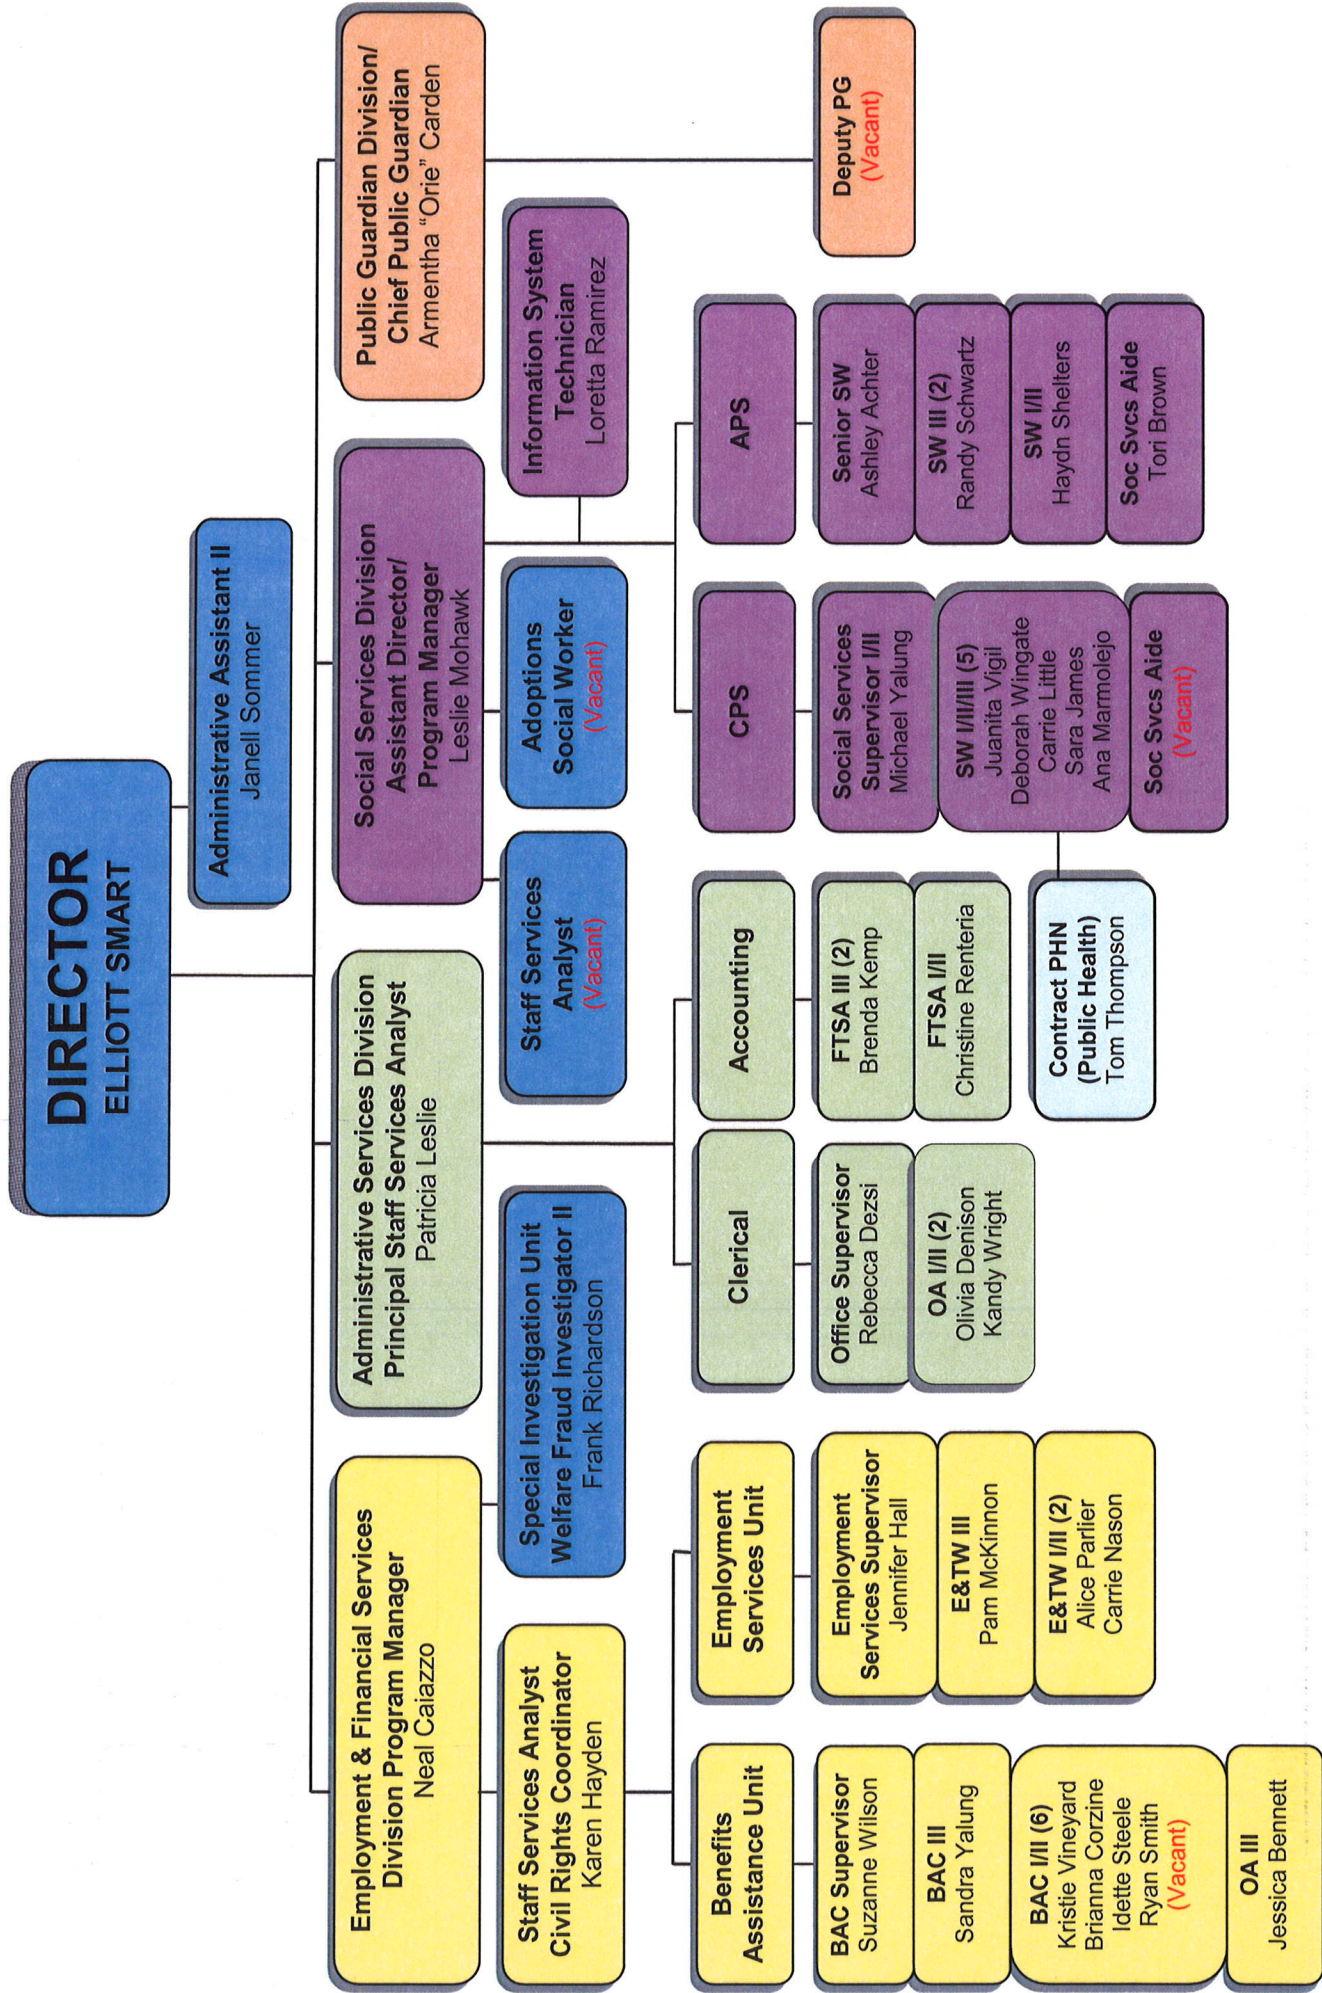 DIRECTOR
ELLIOTT SMART
Administrative Assistant II
Janell Sommer
Employment & Financial Services
Division Program Manager
Neal Caiazzo
Administrative Services Division
Principal Staff Services Analyst
Patricia Leslie
Social Services Division
Assistant Director/
Program Manager
Leslie Mohawk
Public Guardian Division/
Chief Public Guardian
Armentha “Orie” Carden
Staff Services Analyst
Civil Rights Coordinator
Karen Hayden
Special Investigation Unit
Welfare Fraud Investigator II
Frank Richardson
Staff Services
Analyst
(Vacant)
Adoptions
Social Worker
(Vacant)
Information System
Technician
Loretta Ramirez
Benefits
Assistance Unit
BAC Supervisor
Suzanne Wilson
BAC III
Sandra Yalung
BAC I/II (6)
Kristie Vineyard
Brianna Corzine
Idette Steele
Ryan Smith
(Vacant)
OA III
Jessica Bennett
Employment
Services Unit
Employment
Services Supervisor
Jennifer Hall
E&TW III
Pam McKinnon
E&TW I/II (2)
Alice Parlier
Carrie Nason
Clerical
Office Supervisor
Rebecca Dezsi
OA I/II (2)
Olivia Denison
Kandy Wright
Accounting
FTSA III (2)
Brenda Kemp
FTSA I/II
Christine Renteria
Contract PHN
(Public Health)
Tom Thompson
CPS
Social Services
Supervisor I/II
Michael Yalung
SW I/II/III (5)
Juanita Vigil
Deborah Wingate
Carrie Little
Sara James
Ana Marmolejo
Soc Svcs Aide
(Vacant)
APS
Senior SW
Ashley Achter
SW III (2)
Randy Schwartz
SW I/II
Haydn Shelters
Soc Svcs Aide
Tori Brown
Deputy PG
(Vacant)